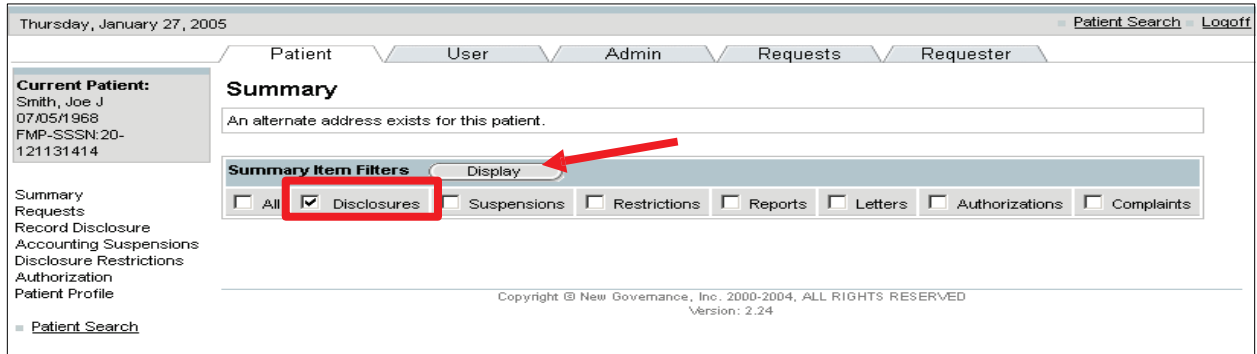 Thursday, January 27, 2005
Patient Search Logoff
Patient User Admin Requests Requester
Current Patient:
Smith, Joe J
07/05/1968
FMP-SSSN:20-
121131414
Summary
Requests
Record Disclosure
Accounting Suspensions
Disclosure Restrictions
Authorization
Patient Profile
Patient Search
Summary
An alternate address exists for this patient.
Summary Item Filters Display
All Disclosures Suspensions Restrictions Reports Letters Authorizations Complaints
Copyright © New Governance, Inc. 2000-2004, ALL RIGHTS RESERVED
Version: 2.24